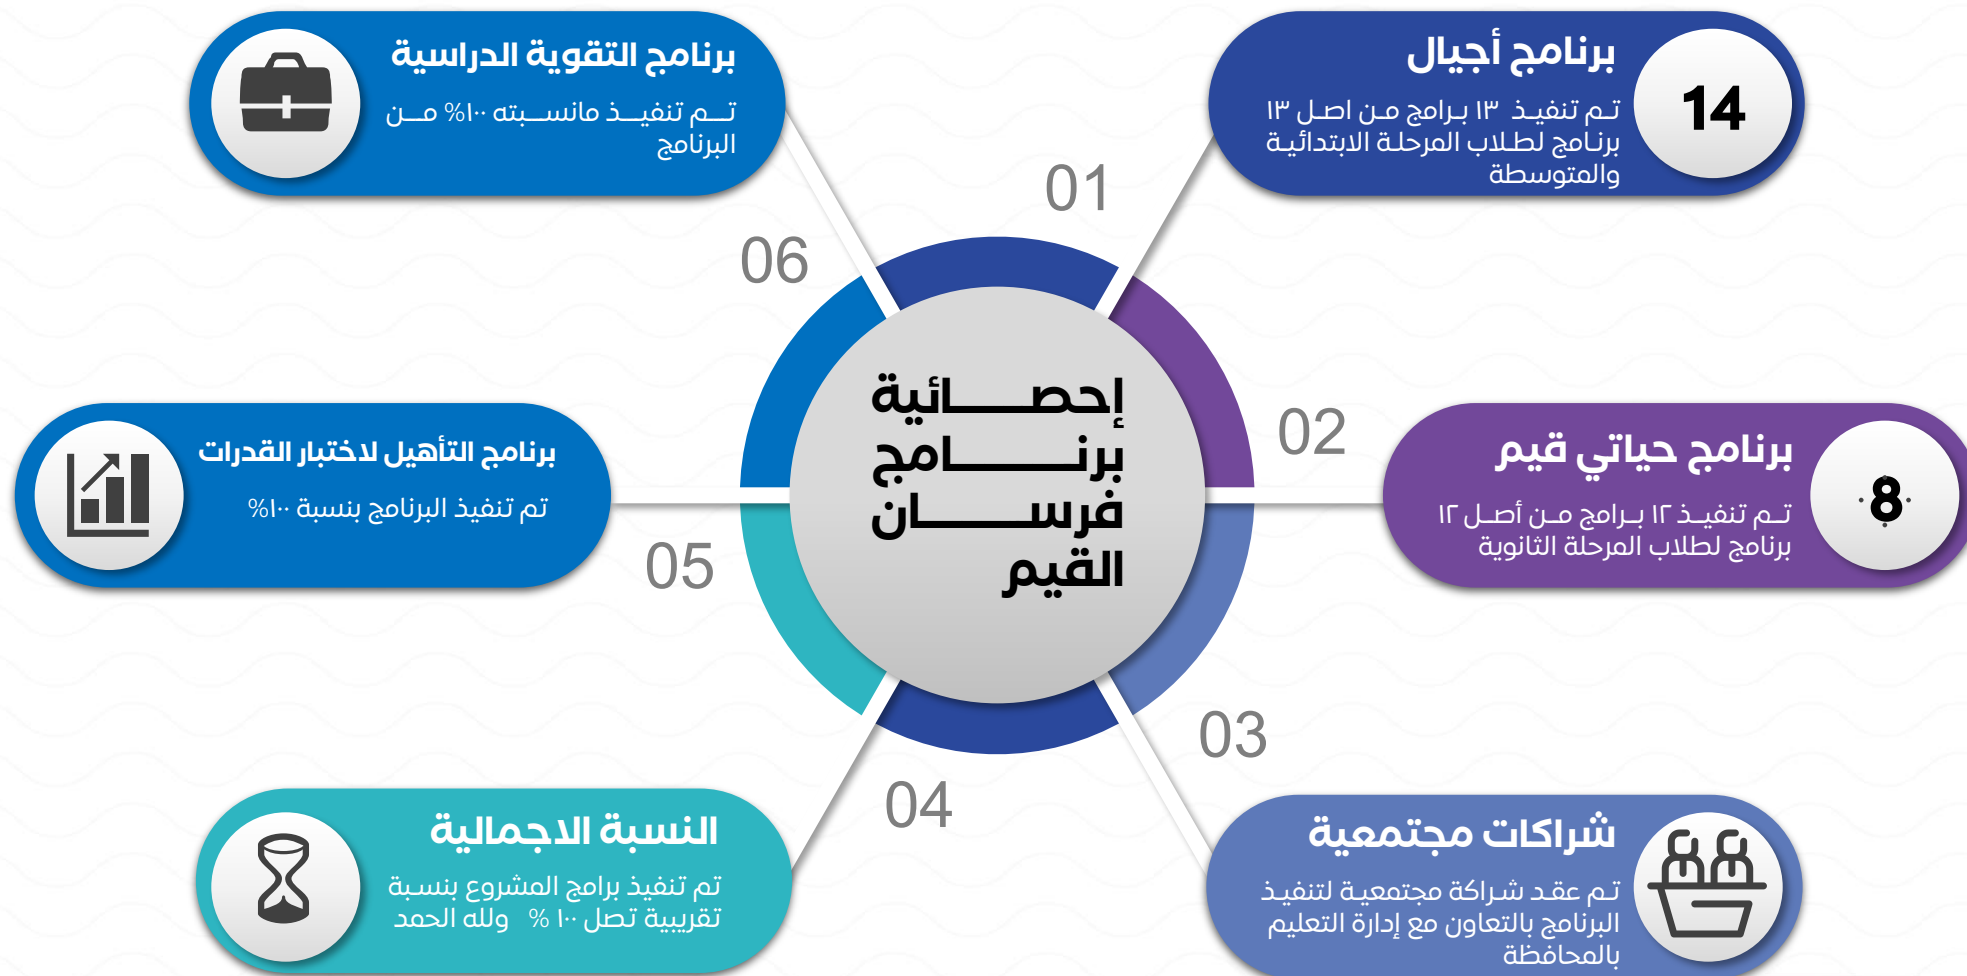 إحصائية
برنامج
فرسان
القيم
01
برنامج أجيال
تم تنفيذ ١٣ برامج من اصل ١٣
برنامج لطلاب المرحلة الابتدائية
والمتوسطة
14
02
برنامج حياتي قيم
تم تنفيذ ١٢ برامج من أصل ١٢
برنامج لطلاب المرحلة الثانوية
8
03
شراكات مجتمعية
تم عقد شراكة مجتمعية لتنفيذ
البرنامج بالتعاون مع إدارة التعليم
بالمحافظة
04
النسبة الاجمالية
تم تنفيذ برامج المشروع بنسبة
تقريبية تصل ١٠٠ % ولله الحمد
05
برنامج التأهيل لاختبار القدرات
تم تنفيذ البرنامج بنسبة ١٠٠%
06
برنامج التقوية الدراسية
تم تنفيذ مانسبته ١٠٠% من
البرنامج